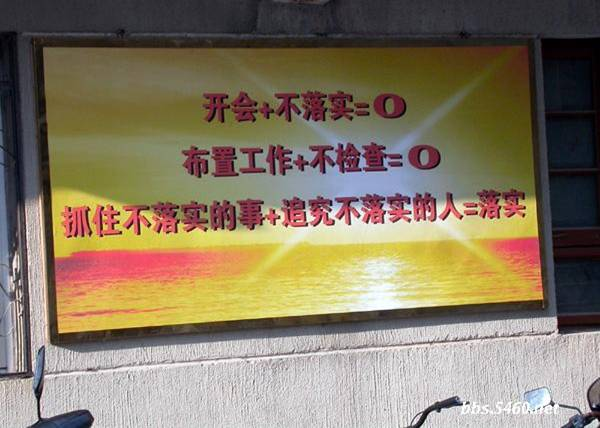 开会+不落实=0
布置工作+不检查=0
抓住不落实的事+追究不落实的人=落实
bbs.S460.net